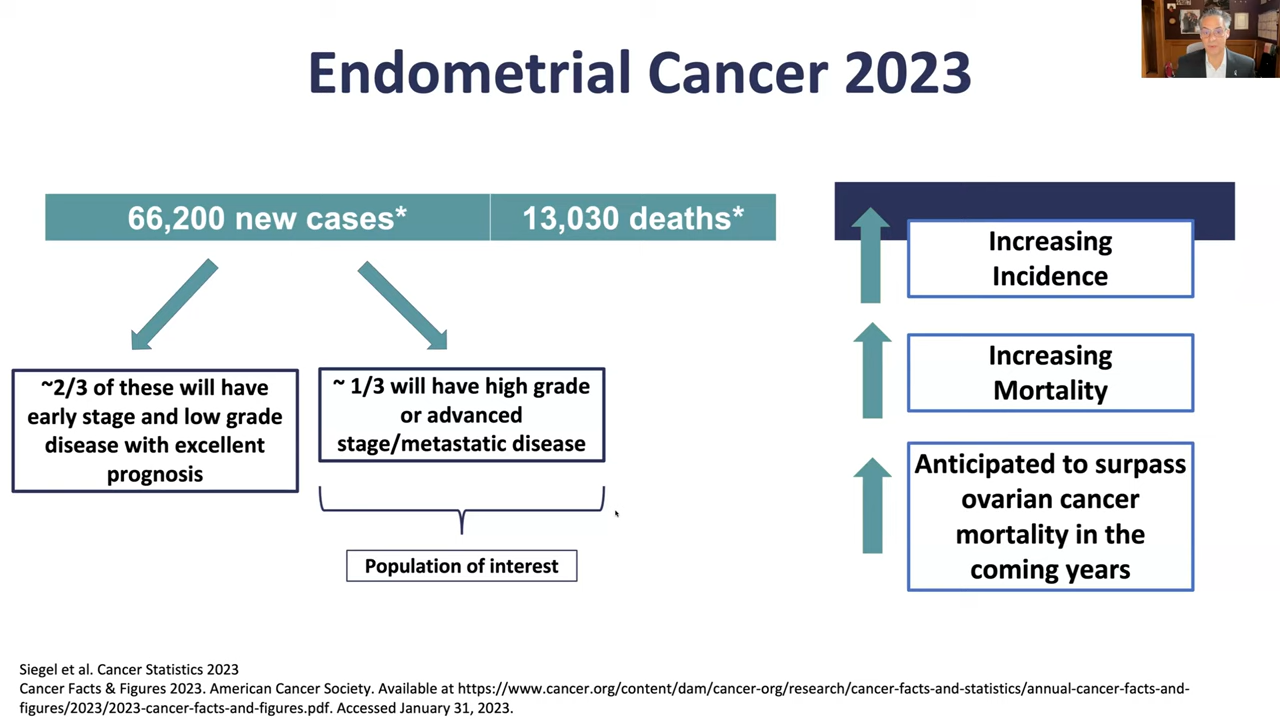 Endometrial Cancer 2023
66,200 new cases*
13,030 deaths*
~2/3 of these will have
early stage and low grade
disease with excellent
prognosis
~ 1/3 will have high grade
or advanced
stage/metastatic disease
Population of interest
Increasing
Incidence
Increasing
Mortality
Anticipated to surpass
ovarian cancer
mortality in the
coming years
Siegel et al. Cancer Statistics 2023
Cancer Facts & Figures 2023. American Cancer Society. Available at https://www.cancer.org/content/dam/cancer-org/research/cancer-facts-and-statistics/annual-cancer-facts-and-
figures/2023/2023-cancer-facts-and-figures.pdf. Accessed January 31, 2023.